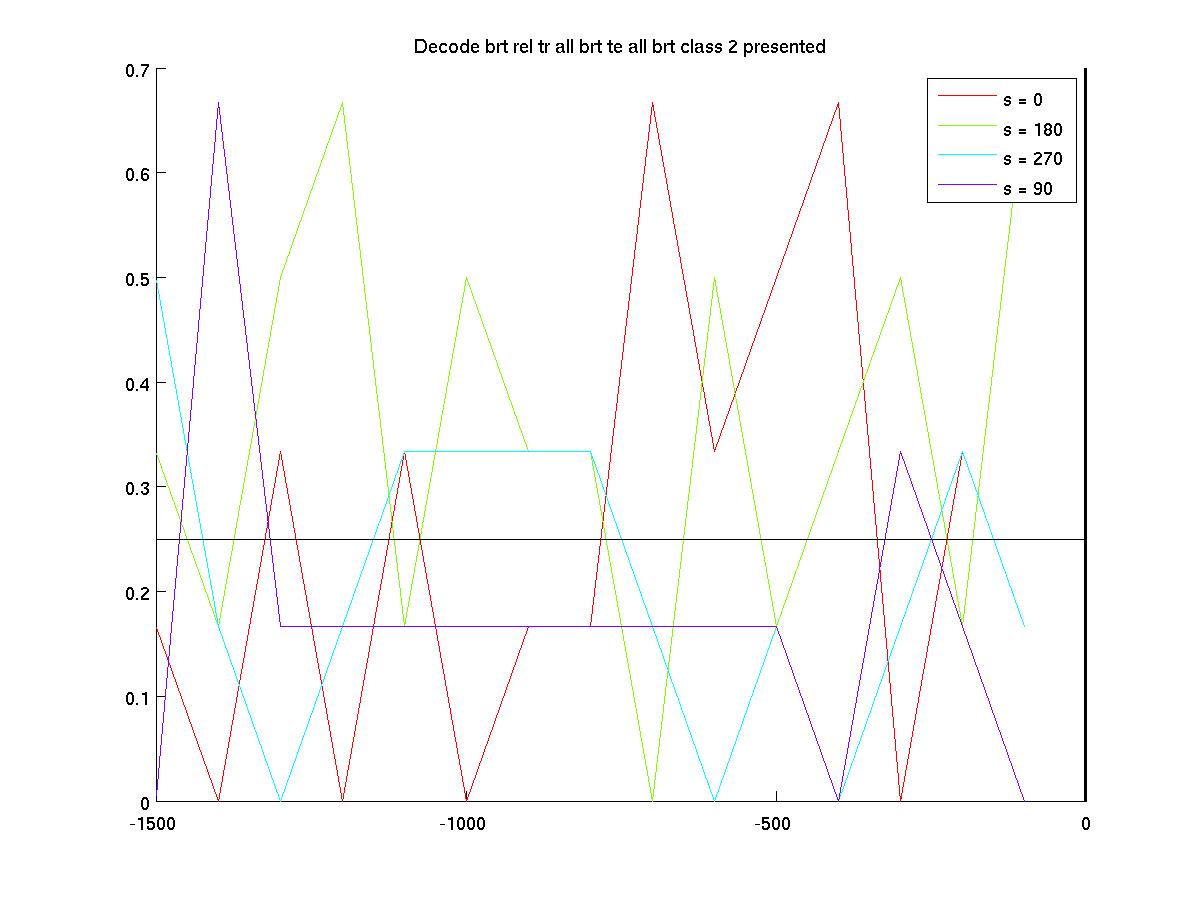 Decode brt rel tr all brt te all brt class 2 presented
0.7
0.6
0.5
0.4
0.3
0.2
0.1
0
-1500
-1000
-500
0
s = 0
s = 180
s = 270
s = 90